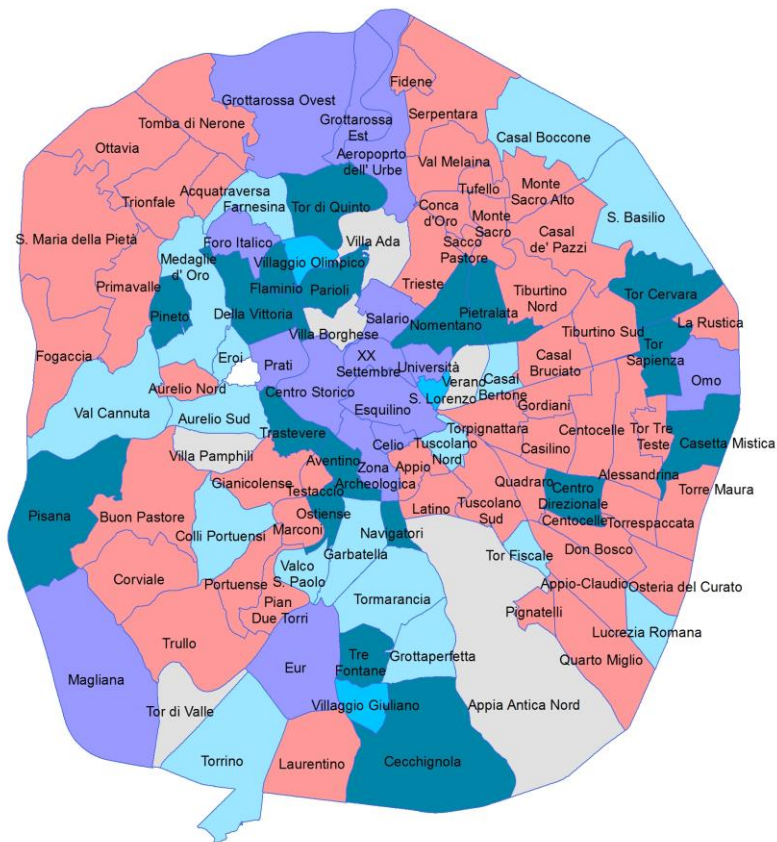 Fidene
Grottarossa Ovest
Serpentara
Tomba di Nerone
Grottarossa
Est
Casal Boccone
Ottavia
Aeropoprto
dell' Urbe
Val Melaina
Tufello
Monte
Sacro Alto
Trionfale
Acquatraversa
Farnesina
Tor di Quinto
Conca
d'Oro
Monte
Sacro
S. Basilio
Casal
de' Pazzi
S. Maria della Pietà
Foro Italico
Villa Ada
Sacco
Pastore
Medaglie
d' Oro
Villaggio Olimpico
Primavalle
Flaminio
Parioli
Trieste
Pietralata
Tiburtino
Nord
Tor Cervara
Pineto
Della Vittoria
Salario
Nomentano
Villa Borghese
Tiburtino Sud
La Rustica
Fogaccia
Eroi
Prati
XX
Settembre
Università
Verano
Casal
Bruciato
Tor
Sapienza
Omo
Aurelio Nord
Centro Storico
S. Lorenzo
Casal
Bertone
Val Cannuta
Aurelio Sud
Esquilino
Gordiani
Trastevere
Torpignattara
Centocelle
Tor Tre
Teste
Casetta Mistica
Villa Pamphili
Celio
Tuscolano
Nord
Casilino
Aventino
Zona
Archeologica
Appio
Gianicolense
Testaccio
Quadraro
Alessandrina
Torre Maura
Pisana
Buon Pastore
Ostiense
Latino
Tuscolano
Sud
Centro
Direzionale
Centocelle
Torrespaccata
Colli Portuensi
Marconi
Navigatori
Garbatella
Tor Fiscale
Don Bosco
Corviale
Portuense
Valco
S. Paolo
Appio-Claudio
Osteria del Curato
Pian
Due Torri
Tormarancia
Pignatelli
Lucrezia Romana
Trullo
Magliana
Eur
Tre
Fontane
Grottaperfetta
Quarto Miglio
Tor di Valle
Villaggio Giuliano
Appia Antica Nord
Torrino
Laurentino
Cecchignola